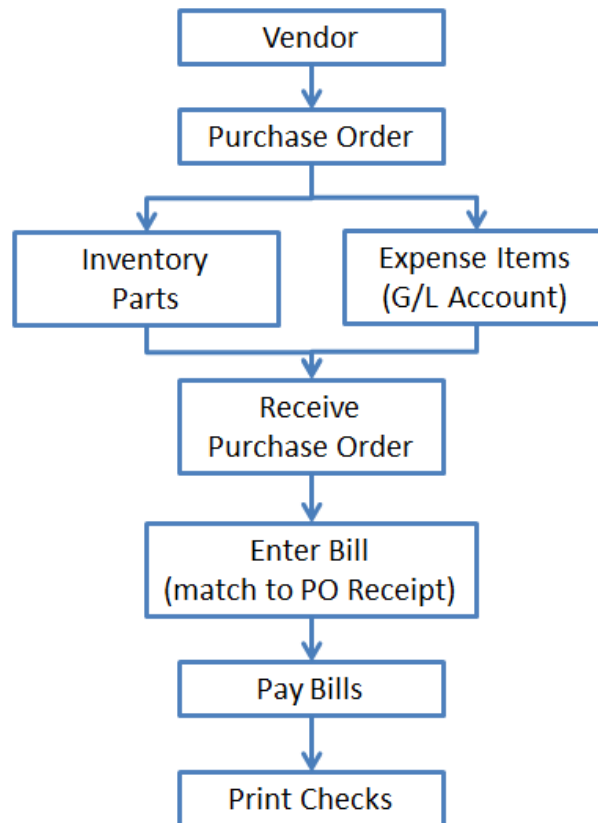 Vendor
Purchase Order
Inventory
Parts
Expense Items
(G/L Account)
Receive
Purchase Order
Enter Bill
(match to PO Receipt)
Pay Bills
Print Checks